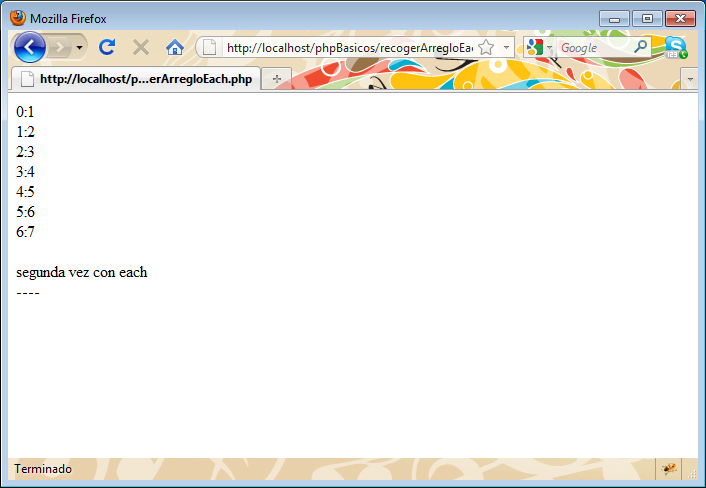 Mozilla Firefox
http://localhost/phpBasicos/recogerArregloEac
Google
http://localhost/p...erArregloEach.php
0:1
1:2
2:3
3:4
4:5
5:6
6:7
segunda vez con each
----
Terminado